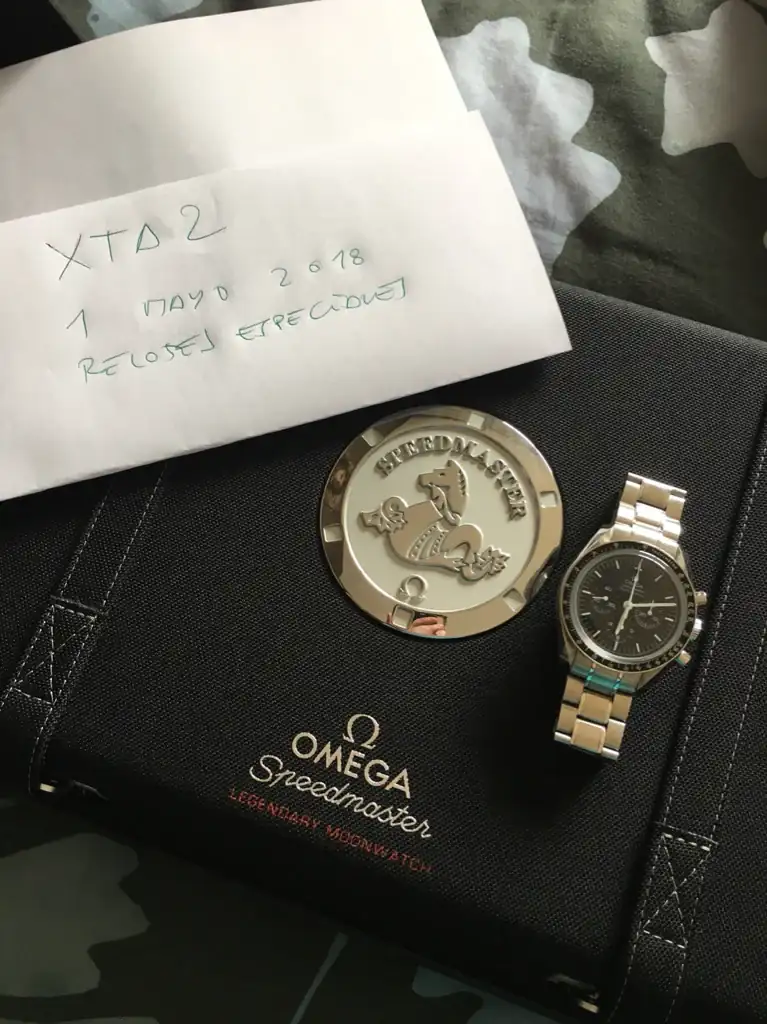 XTA2
1 MAYO 2018
RELOJES ESPECIALES
SPEEDMASTER
Ω
Ω
OMEGA
Speedmaster
LEGENDARY MOONWATCH